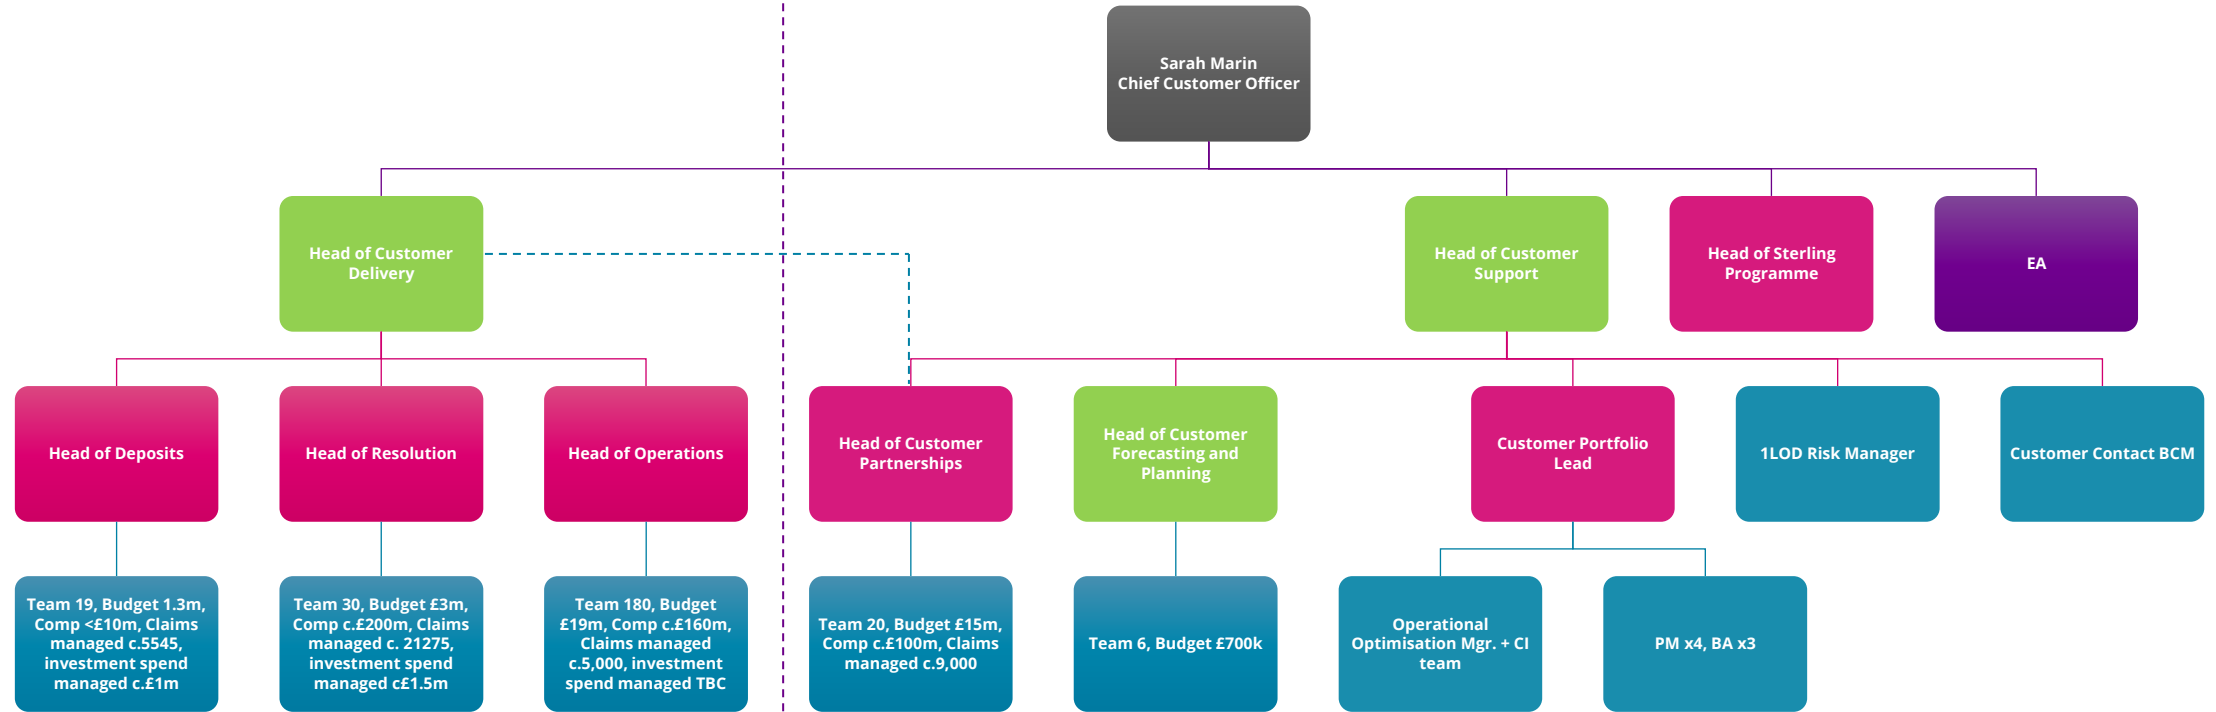 Sarah Marin
Chief Customer Officer
Head of Customer
Delivery
Head of Customer
Support
Head of Sterling
Programme
EA
Head of Deposits
Head of Resolution
Head of Operations
Head of Customer
Partnerships
Head of Customer
Forecasting and
Planning
Customer Portfolio
Lead
1LOD Risk Manager
Customer Contact BCM
Team 19, Budget 1.3m,
Comp <£10m, Claims
managed c.5545,
investment spend
managed c.£1m
Team 30, Budget £3m,
Comp c.£200m, Claims
managed c. 21275,
investment spend
managed c£1.5m
Team 180, Budget
£19m, Comp c.£160m,
Claims managed
c.5,000, investment
spend managed TBC
Team 20, Budget £15m,
Comp c.£100m, Claims
managed c.9,000
Team 6, Budget £700k
Operational
Optimisation Mgr. + CI
team
PM x4, BA x3